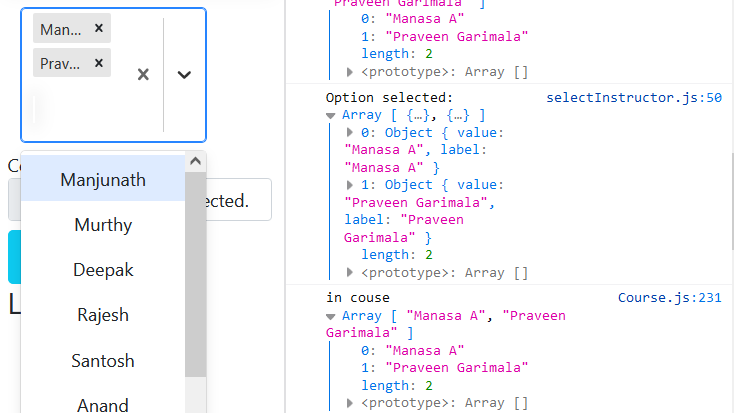 Man...
Prav...
Co
ected.
L
Manjunath
Murthy
Deepak
Rajesh
Santosh
Anand
"Praveen Garimala" ]
0: "Manasa A"
1: "Praveen Garimala"
length: 2
<prototype>: Array []
Option selected: selectInstructor.js:50
Array [ {…}, {…} ]
0: Object { value:
"Manasa A", label:
"Manasa A" }
1: Object { value:
"Praveen Garimala",
label: "Praveen
Garimala" }
length: 2
<prototype>: Array []
in couse Course.js:231
Array [ "Manasa A", "Praveen
Garimala" ]
0: "Manasa A"
1: "Praveen Garimala"
length: 2
<prototype>: Array []